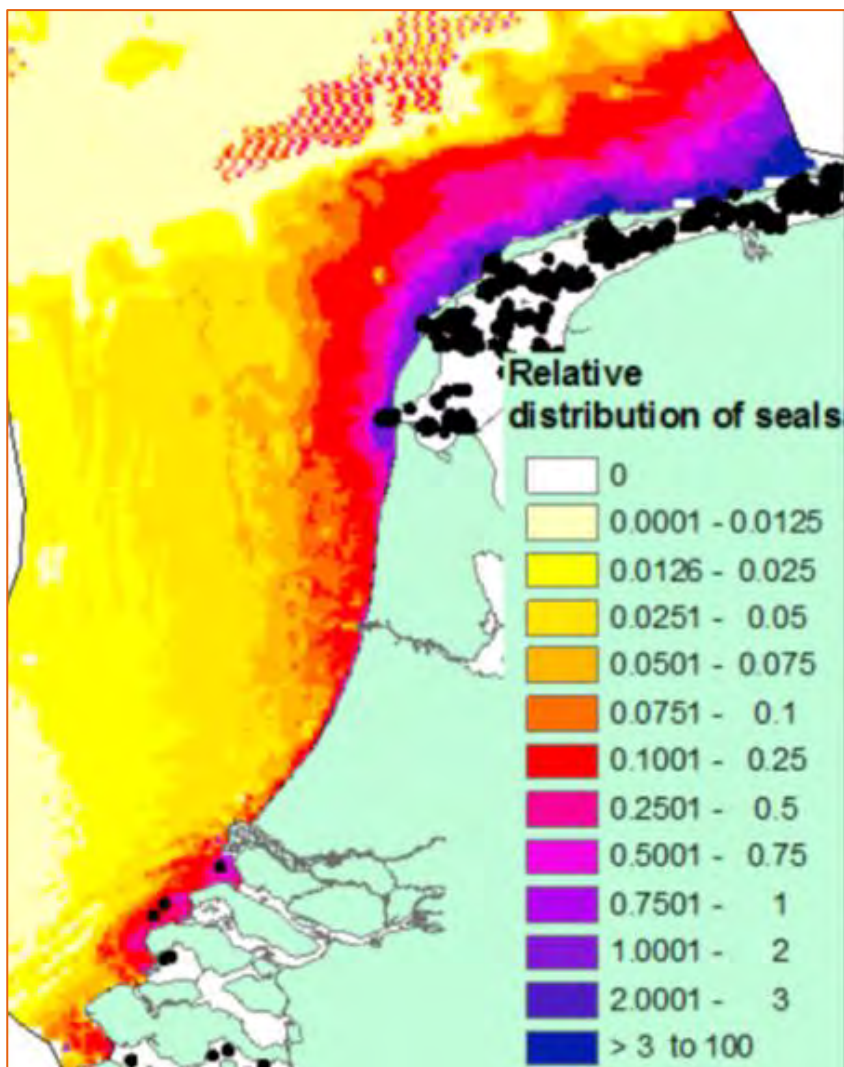 Relative
distribution of seals
0
0.0001 - 0.0125
0.0126 - 0.025
0.0251 - 0.05
0.0501 - 0.075
0.0751 - 0.1
0.1001 - 0.25
0.2501 - 0.5
0.5001 - 0.75
0.7501 - 1
1.0001 - 2
2.0001 - 3
> 3 to 100